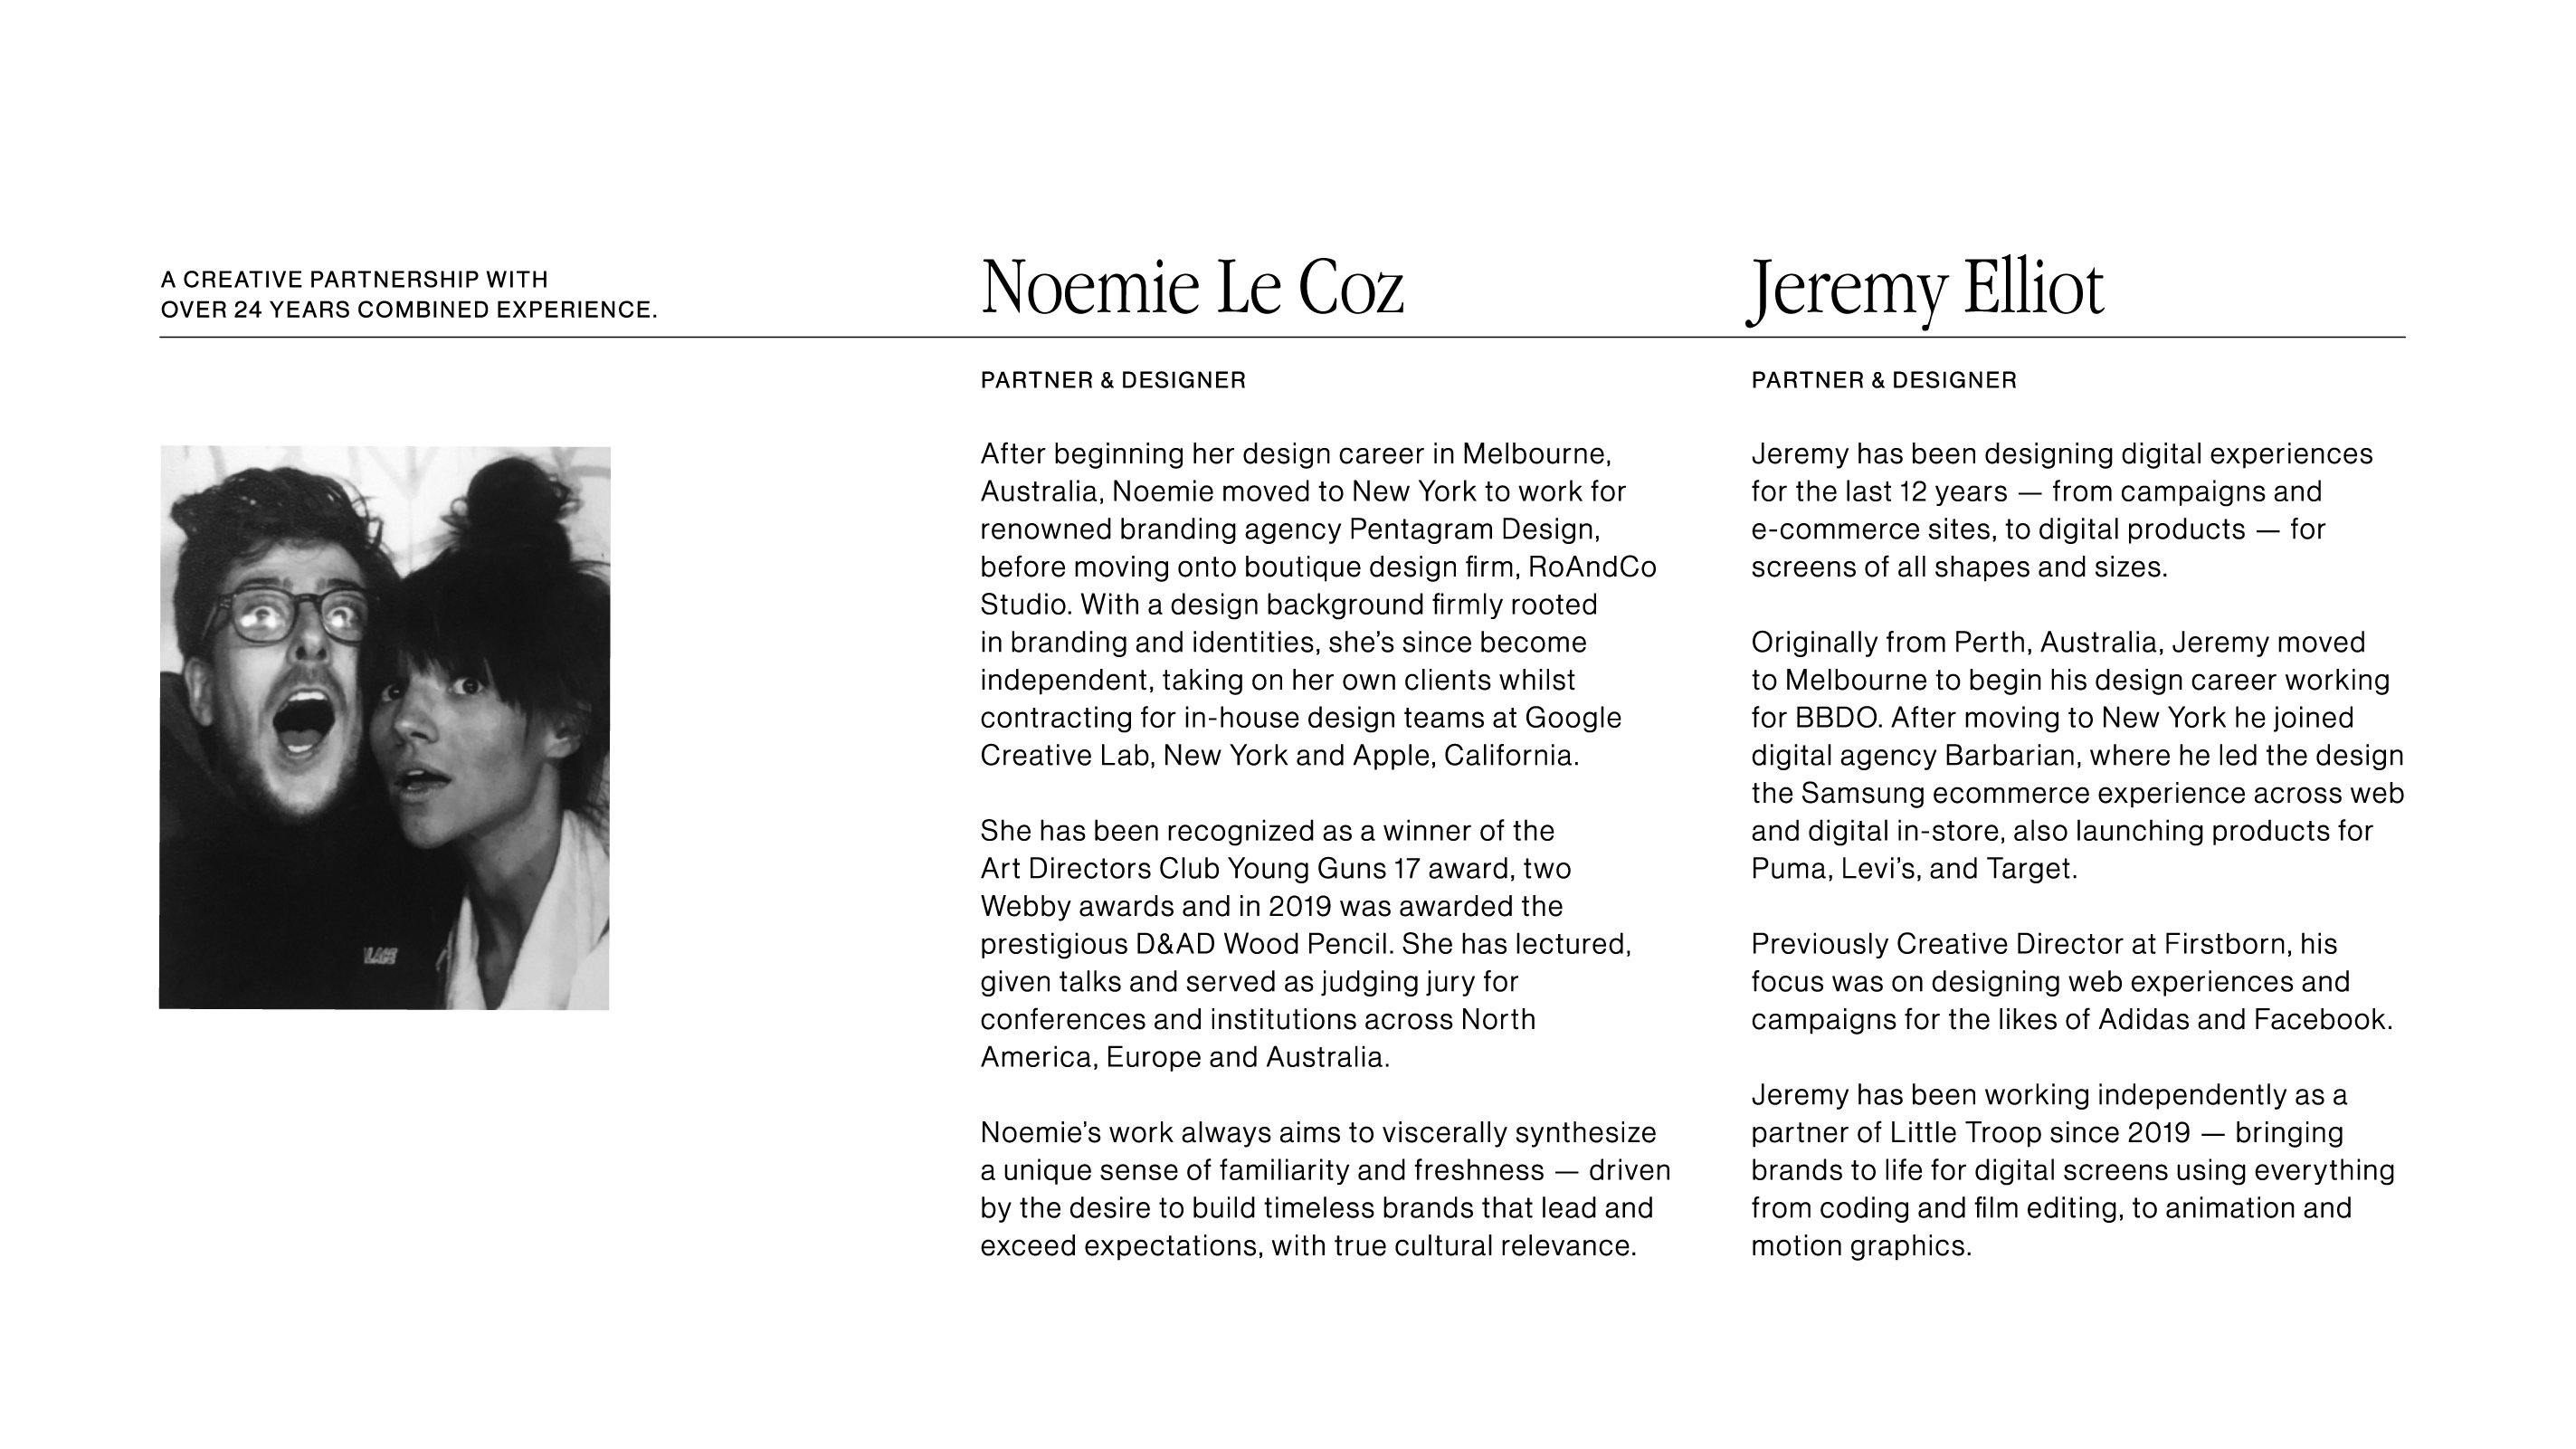 A CREATIVE PARTNERSHIP WITH
OVER 24 YEARS COMBINED EXPERIENCE.
Noemie Le Coz
PARTNER & DESIGNER
After beginning her design career in Melbourne,
Australia, Noemie moved to New York to work for
renowned branding agency Pentagram Design,
before moving onto boutique design firm, RoAndCo
Studio. With a design background firmly rooted
in branding and identities, she’s since become
independent, taking on her own clients whilst
contracting for in-house design teams at Google
Creative Lab, New York and Apple, California.
She has been recognized as a winner of the
Art Directors Club Young Guns 17 award, two
Webby awards and in 2019 was awarded the
prestigious D&AD Wood Pencil. She has lectured,
given talks and served as judging jury for
conferences and institutions across North
America, Europe and Australia.
Noemie’s work always aims to viscerally synthesize
a unique sense of familiarity and freshness — driven
by the desire to build timeless brands that lead and
exceed expectations, with true cultural relevance.
Jeremy Elliot
PARTNER & DESIGNER
Jeremy has been designing digital experiences
for the last 12 years — from campaigns and
e-commerce sites, to digital products — for
screens of all shapes and sizes.
Originally from Perth, Australia, Jeremy moved
to Melbourne to begin his design career working
for BBDO. After moving to New York he joined
digital agency Barbarian, where he led the design
the Samsung ecommerce experience across web
and digital in-store, also launching products for
Puma, Levi’s, and Target.
Previously Creative Director at Firstborn, his
focus was on designing web experiences and
campaigns for the likes of Adidas and Facebook.
Jeremy has been working independently as a
partner of Little Troop since 2019 — bringing
brands to life for digital screens using everything
from coding and film editing, to animation and
motion graphics.